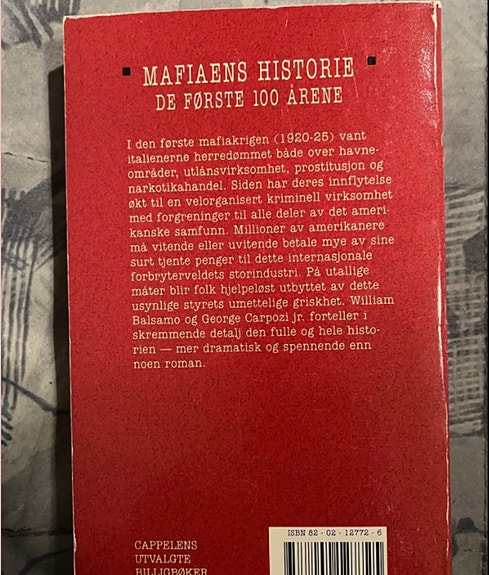 MAFIAENS HISTORIE
DE FØRSTE 100 ÅRENE
I den første mafiakrigen (1920-25) vant
italienerne herredømmet både over havne-
områder, utlånsvirksomhet, prostitusjon og
narkotikahandel. Siden har deres innflytelse
økt til en velorganisert kriminell virksomhet
med forgreninger til alle deler av det ameri-
kanske samfunn. Millioner av amerikanere
må vitende eller uvitende betale mye av sine
surt tjente penger til dette internasjonale
forbryterveldets storindustri. På utallige
måter blir folk hjelpeløst utbyttet av dette
usynlige styrets umettelige griskhet. William
Balsamo og George Carpozi jr. forteller i
skremmende detalj den fulle og hele histo-
rien — mer dramatisk og spennende enn
noen roman.
CAPPELENS
UTVALGTE
BILLIGBØKER
ISBN 82-02-12772-6